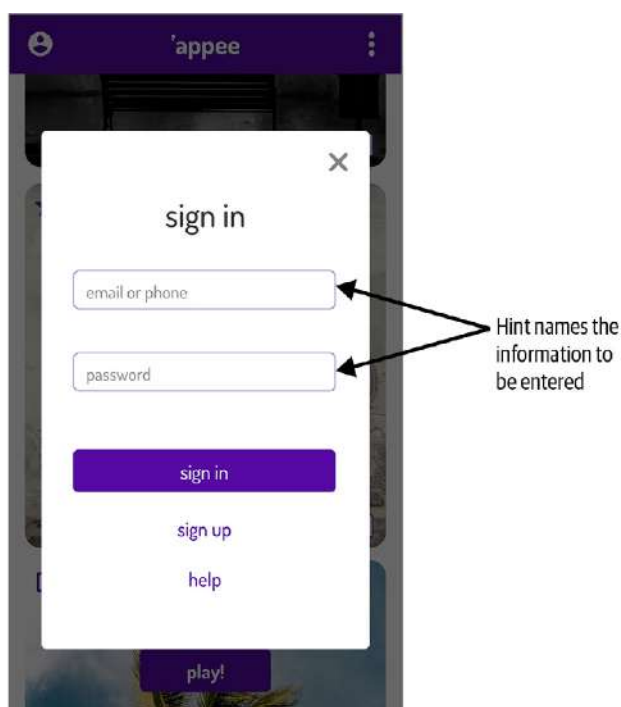 'appee
sign in
email or phone
Hint names the
information to
be entered
password
sign in
sign up
help
play!